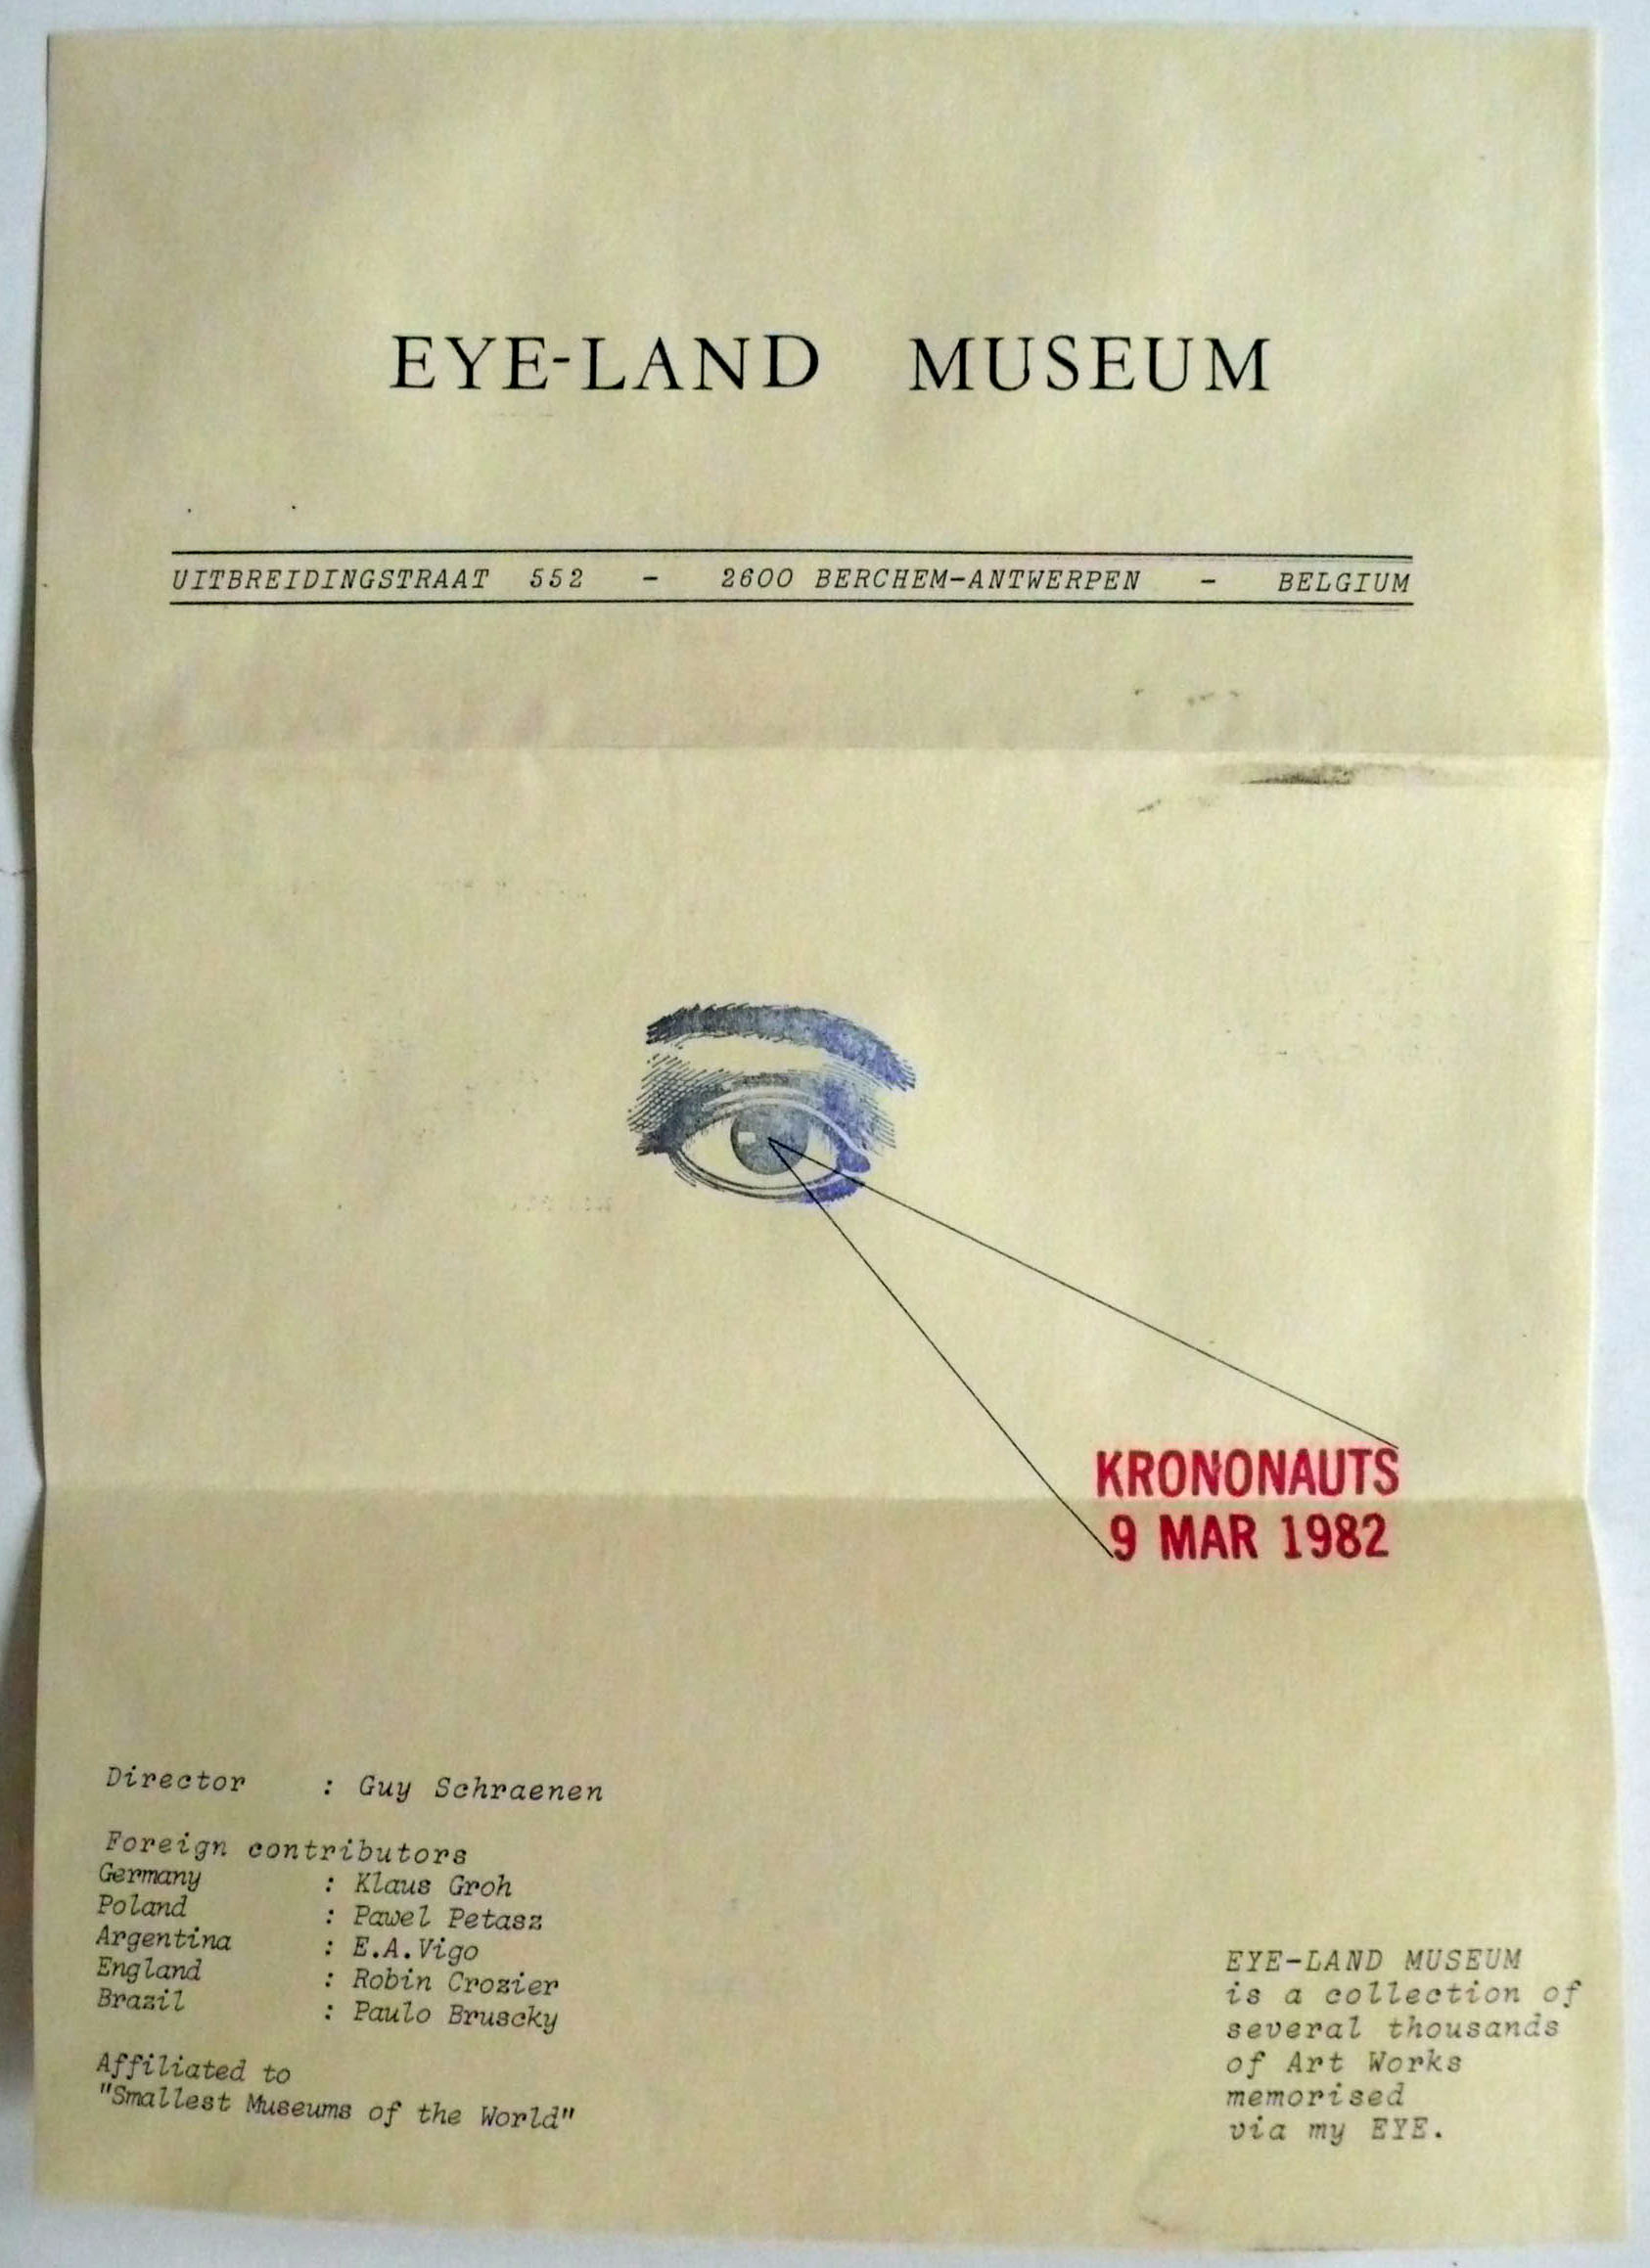 EYE-LAND MUSEUM
UITBREIDINGSTRAAT 552 - 2600 BERCHEM-ANTWERPEN - BELGIUM
KRONONAUTS
9 MAR 1982
Director : Guy Schraenen
Foreign contributors
Germany : Klaus Groh
Poland : Pawel Petasz
Argentina : E.A.Vigo
England : Robin Crozier
Brazil : Paulo Bruscky
Affiliated to
"Smallest Museums of the World"
EYE-LAND MUSEUM
is a collection of
several thousands
of Art Works
memorised
via my EYE.